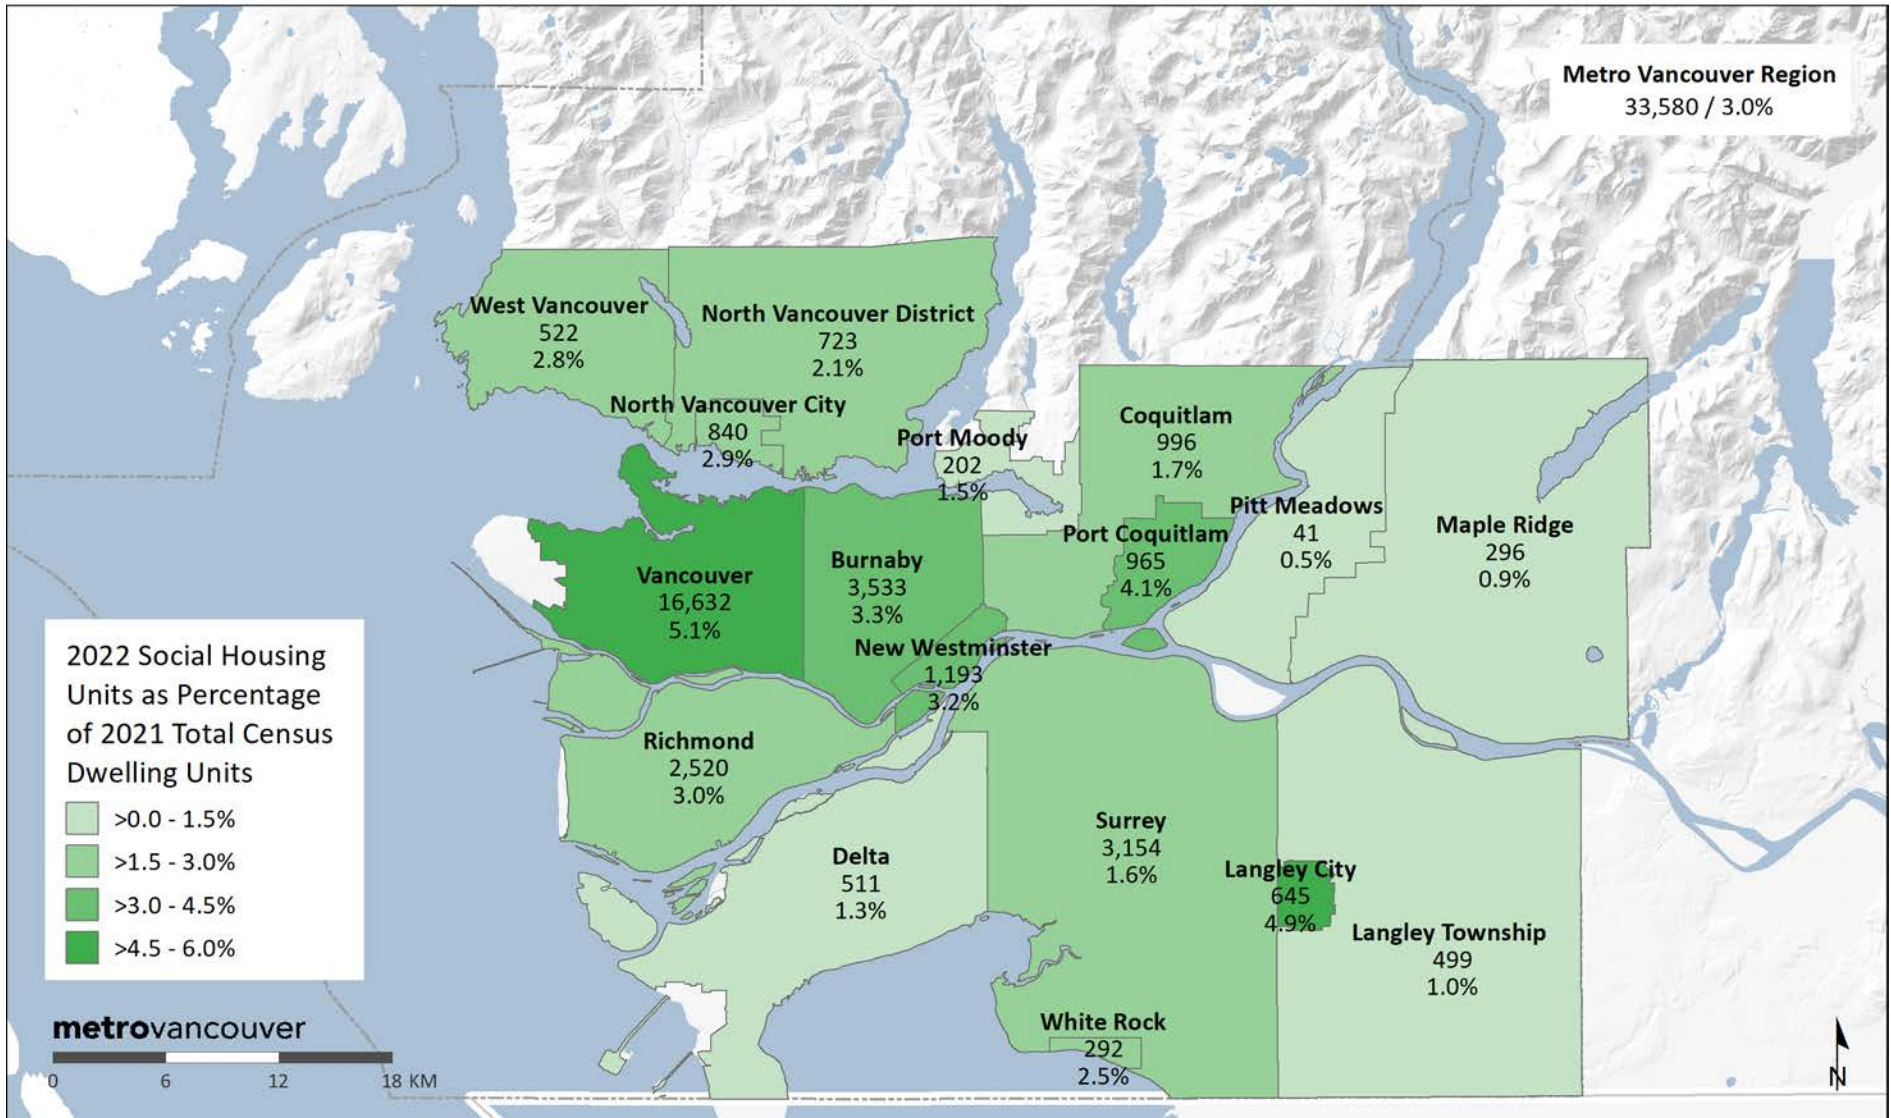 Metro Vancouver Region
33,580 / 3.0%
West Vancouver
522
2.8%
North Vancouver District
723
2.1%
North Vancouver City
840
2.9%
Port Moody
202
1.5%
Coquitlam
996
1.7%
Pitt Meadows
41
0.5%
Maple Ridge
296
0.9%
Port Coquitlam
965
4.1%
Vancouver
16,632
5.1%
Burnaby
3,533
3.3%
New Westminster
1,193
3.2%
Richmond
2,520
3.0%
Delta
511
1.3%
Surrey
3,154
1.6%
Langley City
645
4.9%
Langley Township
499
1.0%
White Rock
292
2.5%
2022 Social Housing
Units as Percentage
of 2021 Total Census
Dwelling Units
>0.0 - 1.5%
>1.5 - 3.0%
>3.0 - 4.5%
>4.5 - 6.0%
metrovancouver
0 6 12 18 KM
N